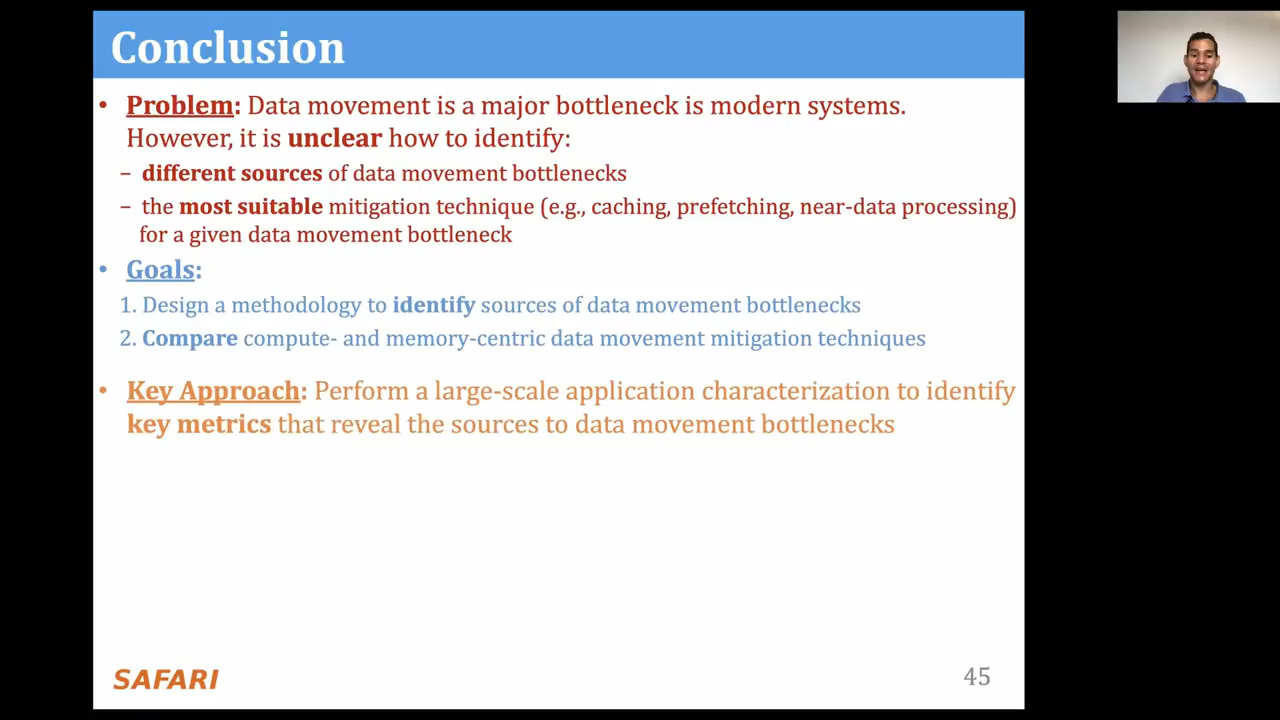 Conclusion
• Problem: Data movement is a major bottleneck is modern systems.
However, it is unclear how to identify:
– different sources of data movement bottlenecks
– the most suitable mitigation technique (e.g., caching, prefetching, near-data processing)
for a given data movement bottleneck
• Goals:
1. Design a methodology to identify sources of data movement bottlenecks
2. Compare compute- and memory-centric data movement mitigation techniques
• Key Approach: Perform a large-scale application characterization to identify
key metrics that reveal the sources to data movement bottlenecks
SAFARI
45